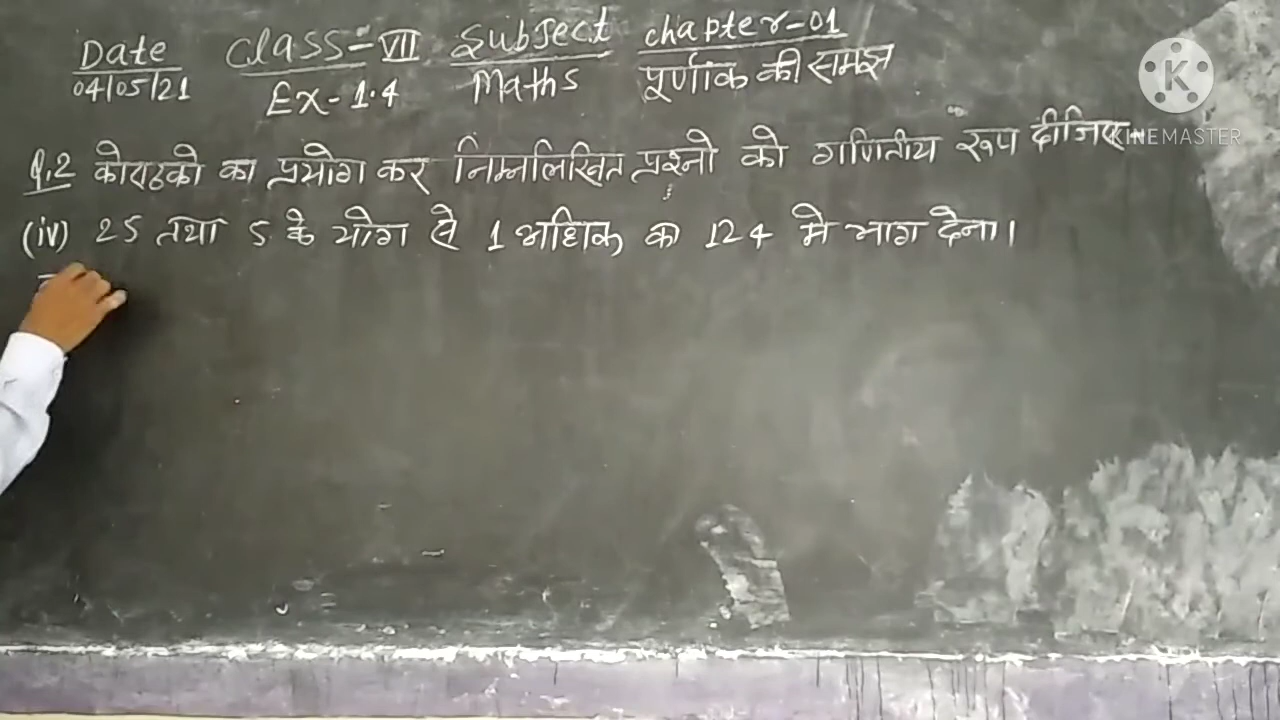 Date Class-VII Subject chapter-01
04/05/21 Ex-1.4 Maths पूर्णांक की समझ
KINEMASTER
Q.2 कोष्ठको का प्रयोग कर निम्नलिखित प्रश्नो को गणितीय रूप दीजिए-
(iv) 25 तथा 5 के योग से 1 अधिक का 124 मे भाग देना।